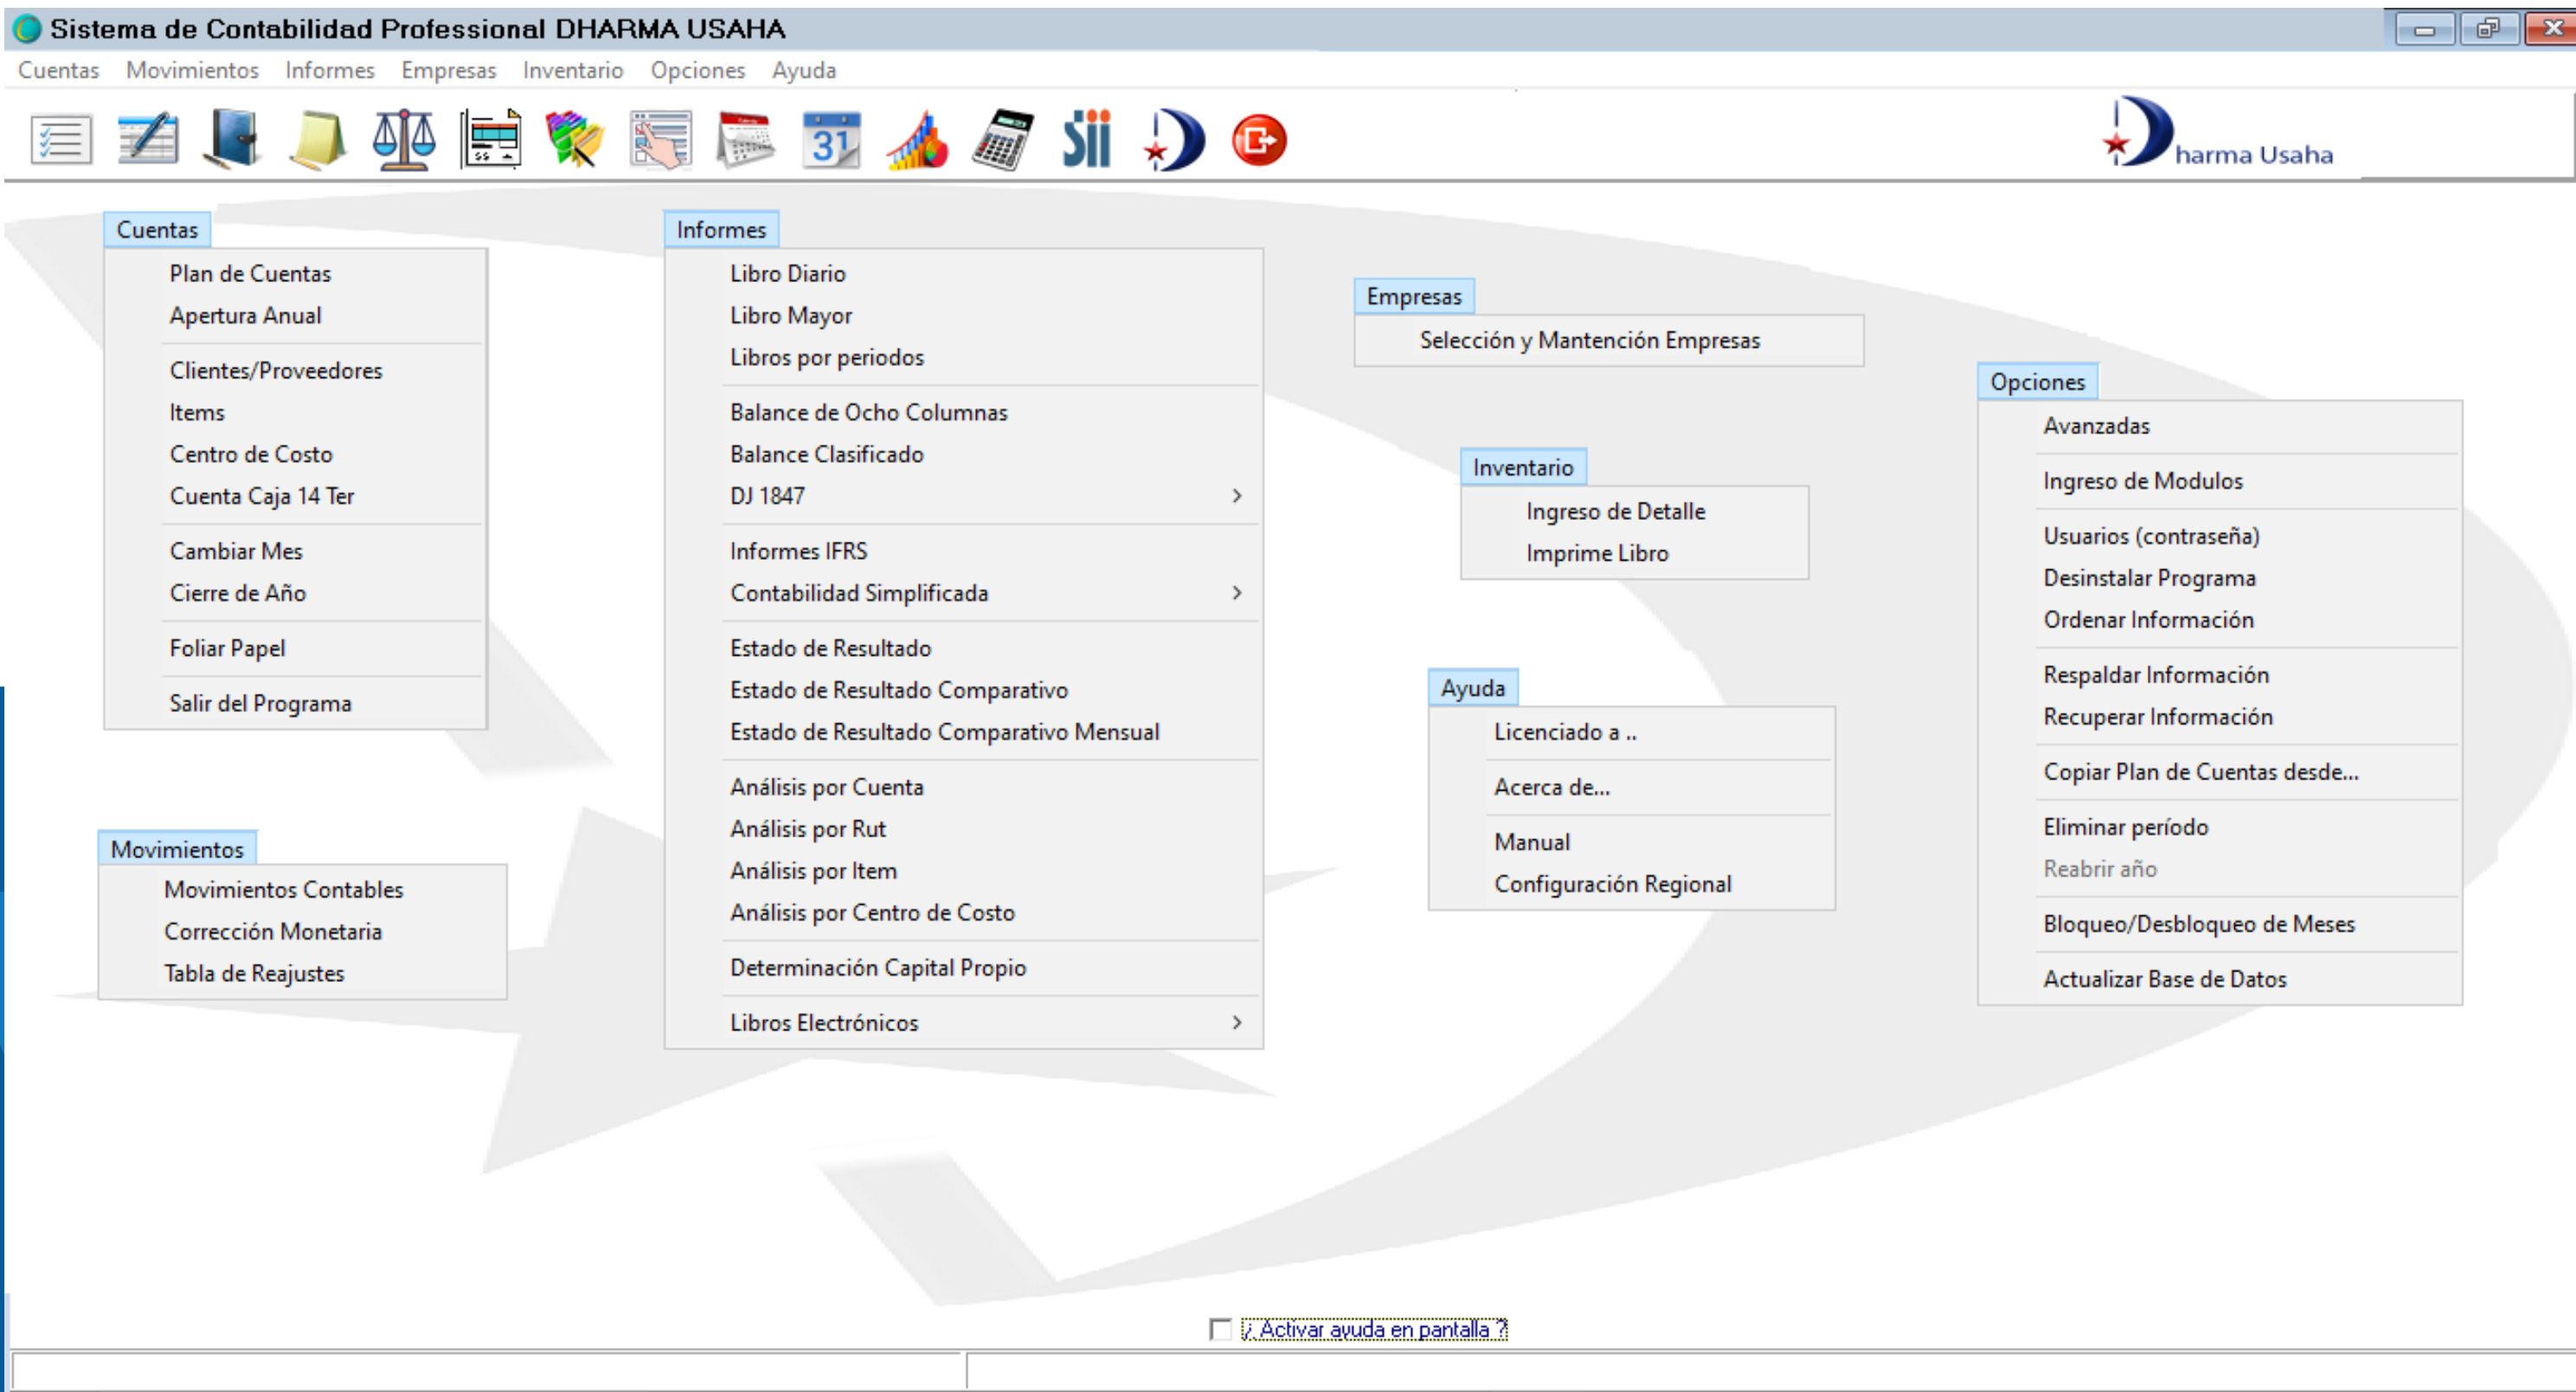 Sistema de Contabilidad Professional DHARMA USAHA
Cuentas Movimientos Informes Empresas Inventario Opciones Ayuda
31 Sii
Dharma Usaha
Cuentas
Plan de Cuentas
Apertura Anual
Clientes/Proveedores
Items
Centro de Costo
Cuenta Caja 14 Ter
Cambiar Mes
Cierre de Año
Foliar Papel
Salir del Programa
Movimientos
Movimientos Contables
Corrección Monetaria
Tabla de Reajustes
Informes
Libro Diario
Libro Mayor
Libros por periodos
Balance de Ocho Columnas
Balance Clasificado
DJ 1847
Informes IFRS
Contabilidad Simplificada
Estado de Resultado
Estado de Resultado Comparativo
Estado de Resultado Comparativo Mensual
Análisis por Cuenta
Análisis por Rut
Análisis por Item
Análisis por Centro de Costo
Determinación Capital Propio
Libros Electrónicos
Empresas
Selección y Mantención Empresas
Inventario
Ingreso de Detalle
Imprime Libro
Ayuda
Licenciado a ..
Acerca de...
Manual
Configuración Regional
Opciones
Avanzadas
Ingreso de Modulos
Usuarios (contraseña)
Desinstalar Programa
Ordenar Información
Respaldar Información
Recuperar Información
Copiar Plan de Cuentas desde...
Eliminar período
Reabrir año
Bloqueo/Desbloqueo de Meses
Actualizar Base de Datos
¿ Activar ayuda en pantalla ?